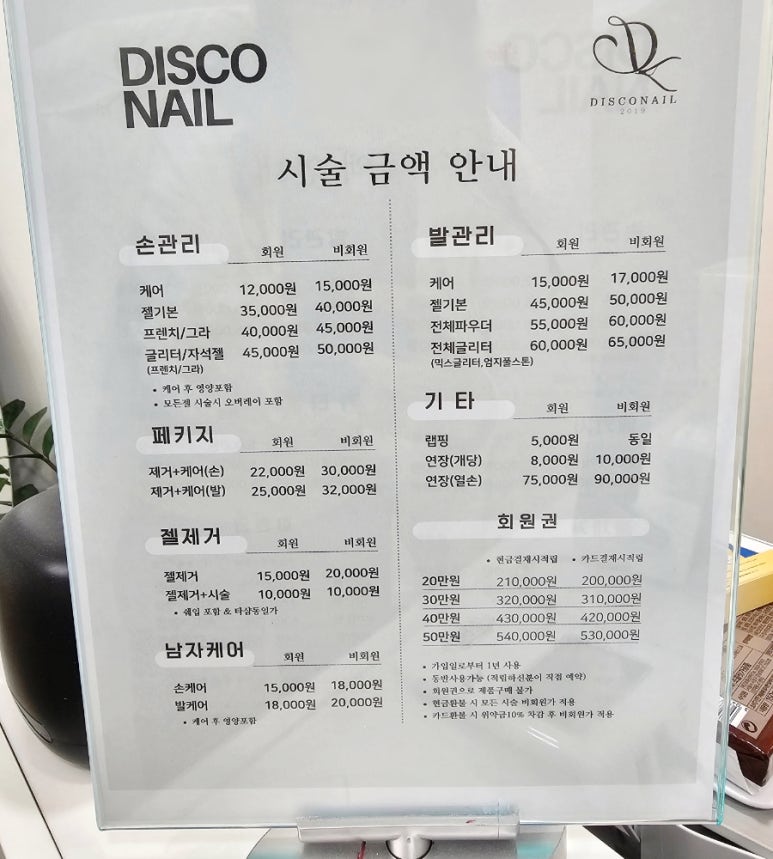 DISCO
NAIL
DISCONAIL
2019
시술 금액 안내
손관리 회원 비회원
케어 12,000원 15,000원
젤기본 35,000원 40,000원
프렌치/그라 40,000원 45,000원
글리터/자석젤 45,000원 50,000원
(프렌치/그라)
• 케어 후 영양포함
• 모든젤 시술시 오버레이 포함
페키지 회원 비회원
제거+케어(손) 22,000원 30,000원
제거+케어(발) 25,000원 32,000원
젤제거 회원 비회원
젤제거 15,000원 20,000원
젤제거+시술 10,000원 10,000원
• 쉐입 포함 & 타샵동일가
남자케어 회원 비회원
손케어 15,000원 18,000원
발케어 18,000원 20,000원
• 케어 후 영양포함
발관리 회원 비회원
케어 15,000원 17,000원
젤기본 45,000원 50,000원
전체파우더 55,000원 60,000원
전체글리터 60,000원 65,000원
(믹스글리터,엄지풀스톤)
기 타 회원 비회원
랩핑 5,000원 동일
연장(개당) 8,000원 10,000원
연장(열손) 75,000원 90,000원
회원권
• 현금결재시적립 • 카드결재시적립
20만원 210,000원 200,000원
30만원 320,000원 310,000원
40만원 430,000원 420,000원
50만원 540,000원 530,000원
• 가입일로부터 1년 사용
• 동반사용가능 (적립하신분이 직접 예약)
• 회원권으로 제품구매 불가
• 현금환불 시 모든 시술 비회원가 적용
• 카드환불 시 위약금10% 차감 후 비회원가 적용